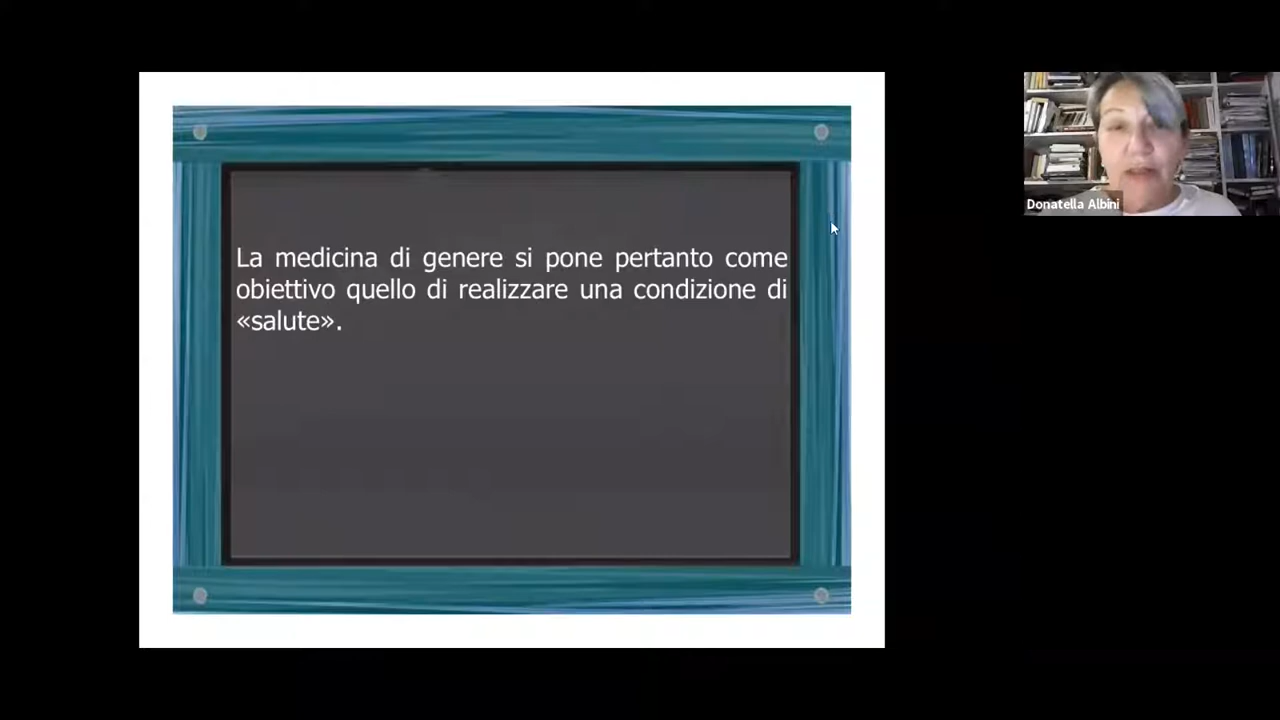 La medicina di genere si pone pertanto come
obiettivo quello di realizzare una condizione di
«salute».
Donatella Albini